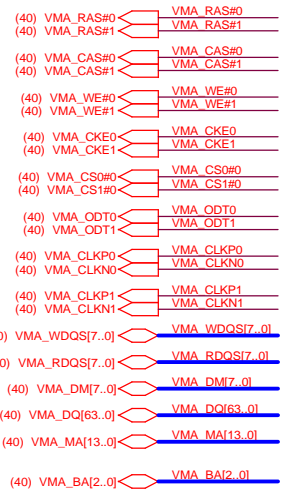 (40) VMA_RAS#0 VMA_RAS#0
(40) VMA_RAS#1 VMA_RAS#1
(40) VMA_CAS#0 VMA_CAS#0
(40) VMA_CAS#1 VMA_CAS#1
(40) VMA_WE#0 VMA_WE#0
(40) VMA_WE#1 VMA_WE#1
(40) VMA_CKE0 VMA_CKE0
(40) VMA_CKE1 VMA_CKE1
(40) VMA_CS0#0 VMA_CS0#0
(40) VMA_CS1#0 VMA_CS1#0
(40) VMA_ODT0 VMA_ODT0
(40) VMA_ODT1 VMA_ODT1
(40) VMA_CLKP0 VMA_CLKP0
(40) VMA_CLKN0 VMA_CLKN0
(40) VMA_CLKP1 VMA_CLKP1
(40) VMA_CLKN1 VMA_CLKN1
0) VMA_WDQS[7..0] VMA_WDQS[7..0]
0) VMA_RDQS[7..0] VMA_RDQS[7..0]
(40) VMA_DM[7..0] VMA_DM[7..0]
(40) VMA_DQ[63..0] VMA_DQ[63..0]
(40) VMA_MA[13..0] VMA_MA[13..0]
(40) VMA_BA[2..0] VMA_BA[2..0]